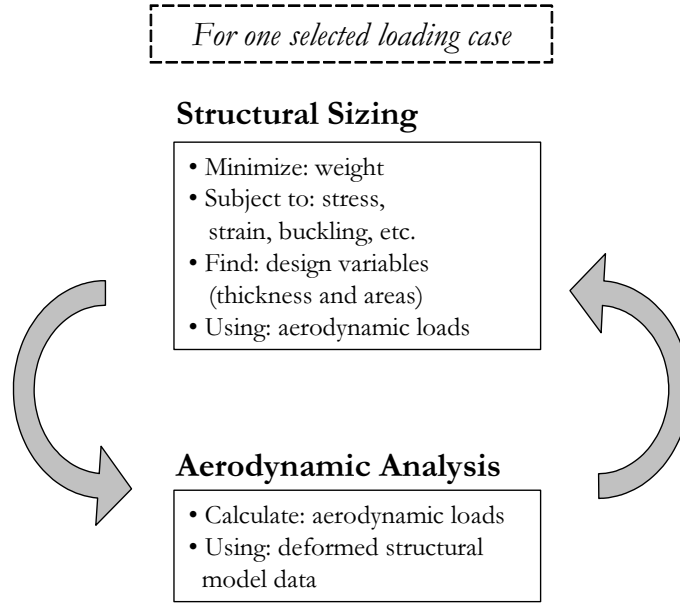 For one selected loading case
Structural Sizing
• Minimize: weight
• Subject to: stress,
strain, buckling, etc.
• Find: design variables
(thickness and areas)
• Using: aerodynamic loads
Aerodynamic Analysis
• Calculate: aerodynamic loads
• Using: deformed structural
model data